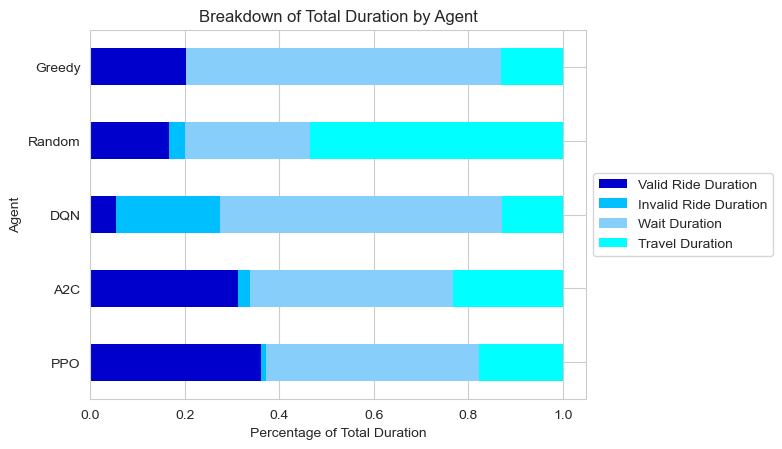 Breakdown of Total Duration by Agent
Greedy
Random
DQN
A2C
PPO
Agent
0.0 0.2 0.4 0.6 0.8 1.0
Percentage of Total Duration
Valid Ride Duration
Invalid Ride Duration
Wait Duration
Travel Duration